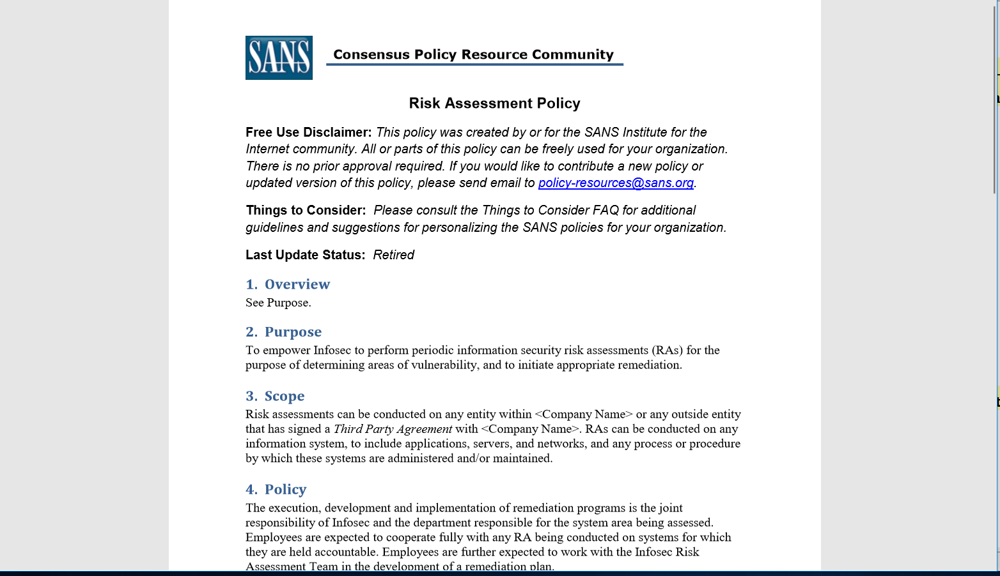 SANS
Consensus Policy Resource Community
Risk Assessment Policy
Free Use Disclaimer: This policy was created by or for the SANS Institute for the
Internet community. All or parts of this policy can be freely used for your organization.
There is no prior approval required. If you would like to contribute a new policy or
updated version of this policy, please send email to policy-resources@sans.org.
Things to Consider: Please consult the Things to Consider FAQ for additional
guidelines and suggestions for personalizing the SANS policies for your organization.
Last Update Status: Retired
1. Overview
See Purpose.
2. Purpose
To empower Infosec to perform periodic information security risk assessments (RAs) for the
purpose of determining areas of vulnerability, and to initiate appropriate remediation.
3. Scope
Risk assessments can be conducted on any entity within <Company Name> or any outside entity
that has signed a Third Party Agreement with <Company Name>. RAs can be conducted on any
information system, to include applications, servers, and networks, and any process or procedure
by which these systems are administered and/or maintained.
4. Policy
The execution, development and implementation of remediation programs is the joint
responsibility of Infosec and the department responsible for the system area being assessed.
Employees are expected to cooperate fully with any RA being conducted on systems for which
they are held accountable. Employees are further expected to work with the Infosec Risk
Assessment Team in the development of a remediation plan.